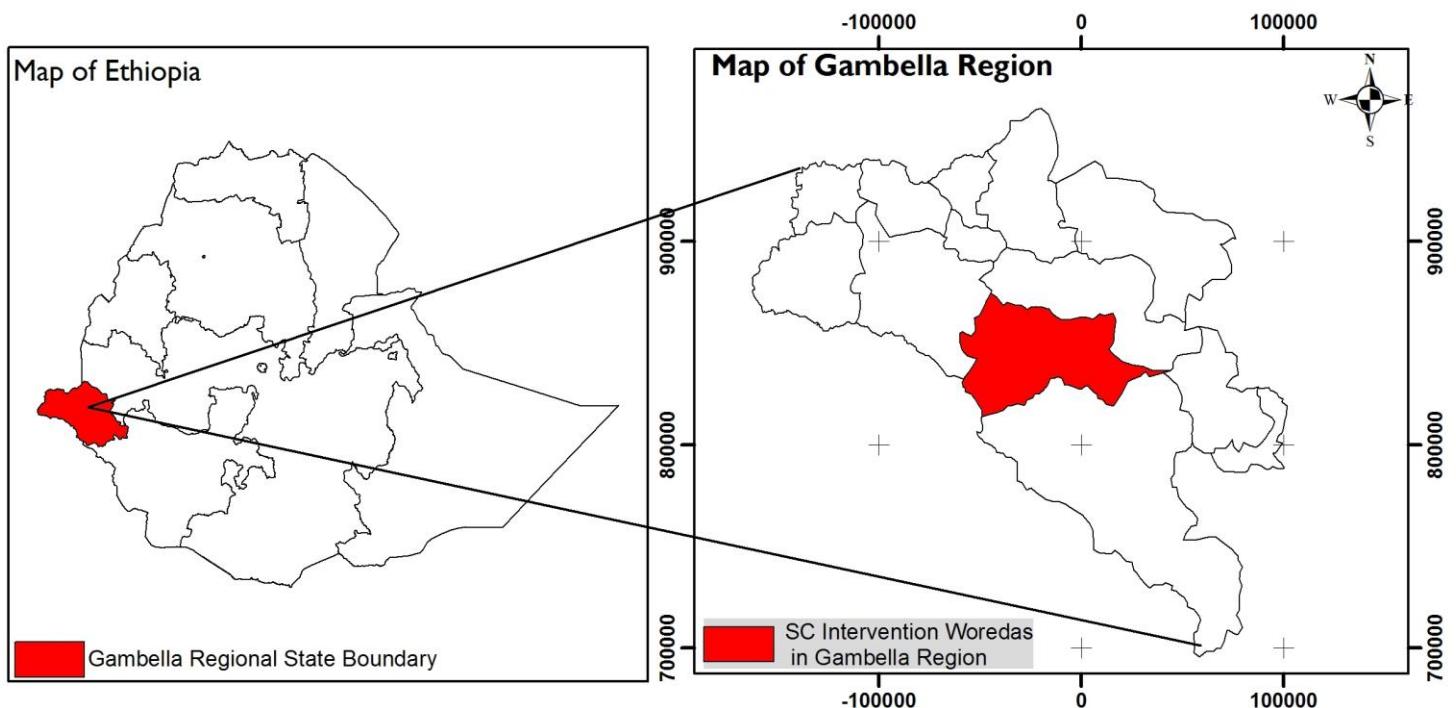 Map of Ethiopia
Gambella Regional State Boundary
-100000 0 100000
Map of Gambella Region
N
W E
S
900000 900000
800000 800000
700000 700000
SC Intervention Woredas
in Gambella Region
-100000 0 100000